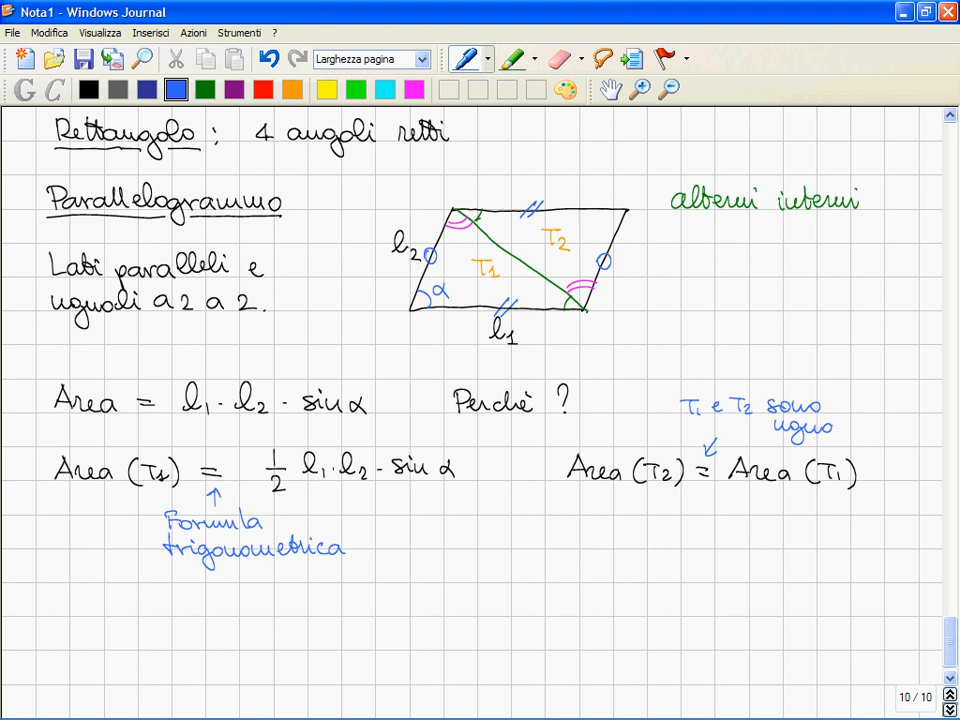 Nota1 - Windows Journal
File Modifica Visualizza Inserisci Azioni Strumenti ?
Larghezza pagina
Rettangolo : 4 angoli retti
Parallelogrammo
alterni interni
Lati paralleli e
uguali a 2 a 2.
l2
T1
T2
α
l1
Area = l1 · l2 · sin α Perché ?
T1 e T2 sono
ugua
Area (T1) = 1/2 l1 · l2 · sin α Area (T2) = Area (T1)
Formula
trigonometrica
10 / 10